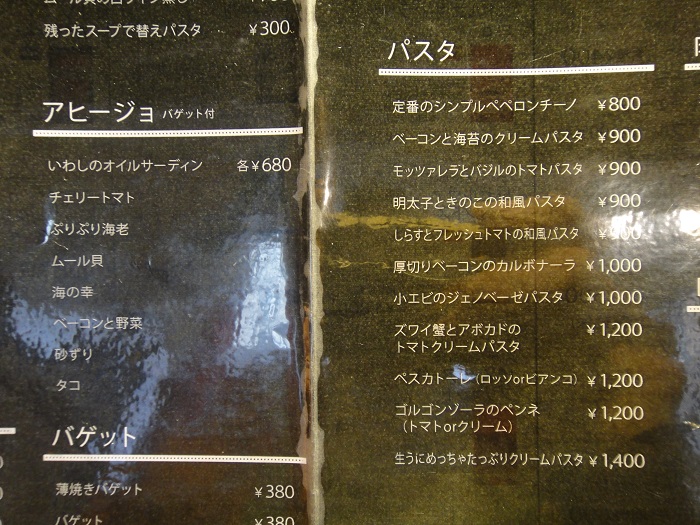 残ったスープで替えパスタ ¥300
アヒージョ バゲット付
いわしのオイルサーディン 各¥680
チェリートマト
ぷりぷり海老
ムール貝
海の幸
ベーコンと野菜
砂ずり
タコ
バゲット
薄焼きバゲット ¥380
バゲット ¥380
パスタ
定番のシンプルペペロンチーノ ¥800
ベーコンと海苔のクリームパスタ ¥900
モッツァレラとバジルのトマトパスタ ¥900
明太子ときのこの和風パスタ ¥900
しらすとフレッシュトマトの和風パスタ ¥900
厚切りベーコンのカルボナーラ ¥1,000
小エビのジェノベーゼパスタ ¥1,000
ズワイ蟹とアボカドの ¥1,200
トマトクリームパスタ
ペスカトーレ（ロッソorビアンコ） ¥1,200
ゴルゴンゾーラのペンネ ¥1,200
（トマトorクリーム）
生うにめっちゃたっぷりクリームパスタ ¥1,400